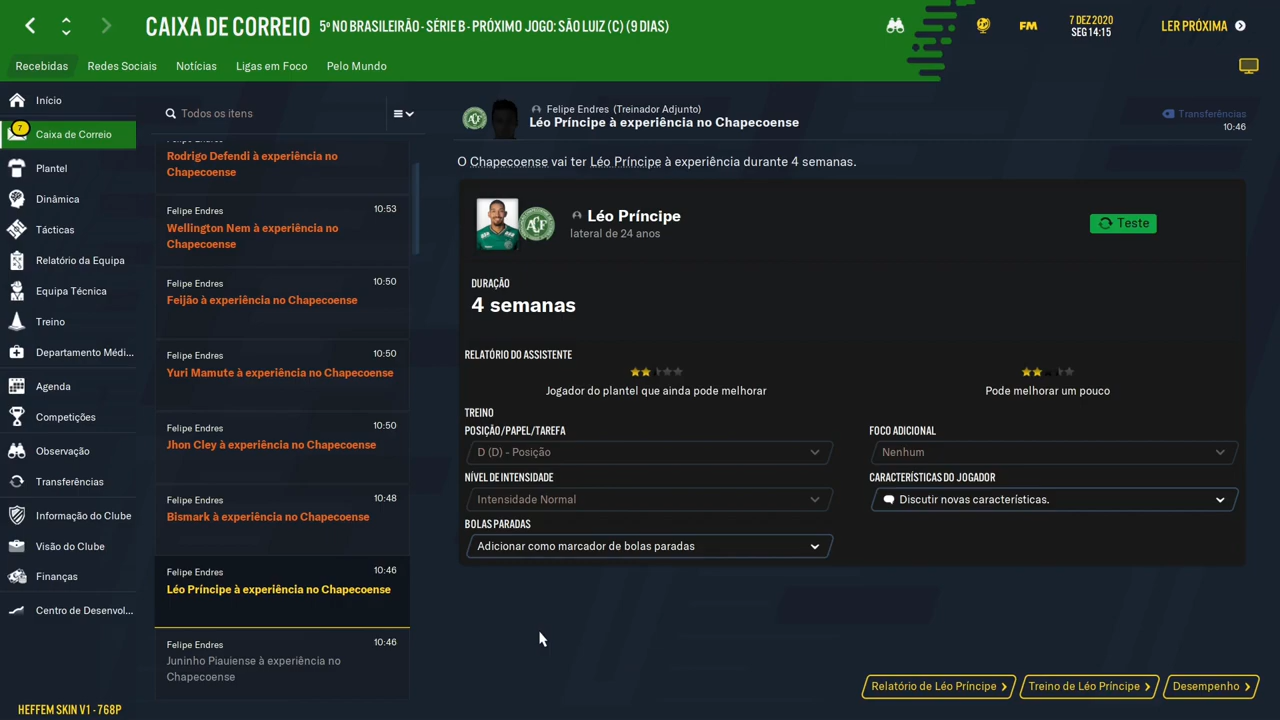 CAIXA DE CORREIO
5º NO BRASILEIRÃO - SÉRIE B - PRÓXIMO JOGO: SÃO LUIZ (C) (9 DIAS)
FM
7 DEZ 2020
SEG 14:15
LER PRÓXIMA
Recebidas
Redes Sociais
Notícias
Ligas em Foco
Pelo Mundo
Início
7
Caixa de Correio
Plantel
Dinâmica
Tácticas
Relatório da Equipa
Equipa Técnica
Treino
Departamento Médi...
Agenda
Competições
Observação
Transferências
Informação do Clube
Visão do Clube
Finanças
Centro de Desenvol...
HEFFEM SKIN V1 - 768P
Todos os itens
Felipe Endres
Rodrigo Defendi à experiência no
Chapecoense
Felipe Endres 10:53
Wellington Nem à experiência no
Chapecoense
Felipe Endres 10:50
Feijão à experiência no Chapecoense
Felipe Endres 10:50
Yuri Mamute à experiência no Chapecoense
Felipe Endres 10:50
Jhon Cley à experiência no Chapecoense
Felipe Endres 10:48
Bismark à experiência no Chapecoense
Felipe Endres 10:46
Léo Príncipe à experiência no Chapecoense
Felipe Endres 10:46
Juninho Piauiense à experiência no
Chapecoense
Felipe Endres (Treinador Adjunto)
Léo Príncipe à experiência no Chapecoense
Transferências
10:46
O Chapecoense vai ter Léo Príncipe à experiência durante 4 semanas.
Léo Príncipe
lateral de 24 anos
Teste
DURAÇÃO
4 semanas
RELATÓRIO DO ASSISTENTE
Jogador do plantel que ainda pode melhorar
Pode melhorar um pouco
TREINO
POSIÇÃO/PAPEL/TAREFA
D (D) - Posição
FOCO ADICIONAL
Nenhum
NÍVEL DE INTENSIDADE
Intensidade Normal
CARACTERÍSTICAS DO JOGADOR
Discutir novas características.
BOLAS PARADAS
Adicionar como marcador de bolas paradas
Relatório de Léo Príncipe
Treino de Léo Príncipe
Desempenho